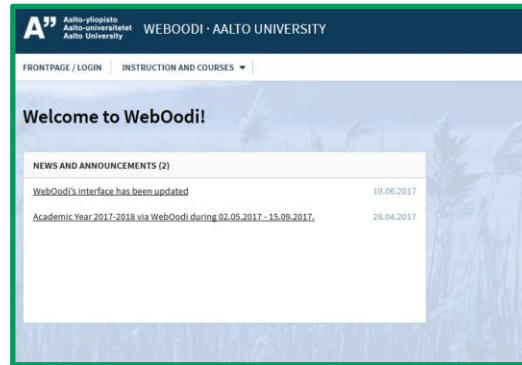 A”
Aalto-yliopisto
Aalto-universitetet
Aalto University
WEBOODI · AALTO UNIVERSITY
FRONTPAGE / LOGIN INSTRUCTION AND COURSES
Welcome to WebOodi!
NEWS AND ANNOUNCEMENTS (2)
WebOodi's interface has been updated 19.06.2017
Academic Year 2017-2018 via WebOodi during 02.05.2017 - 15.09.2017. 28.04.2017